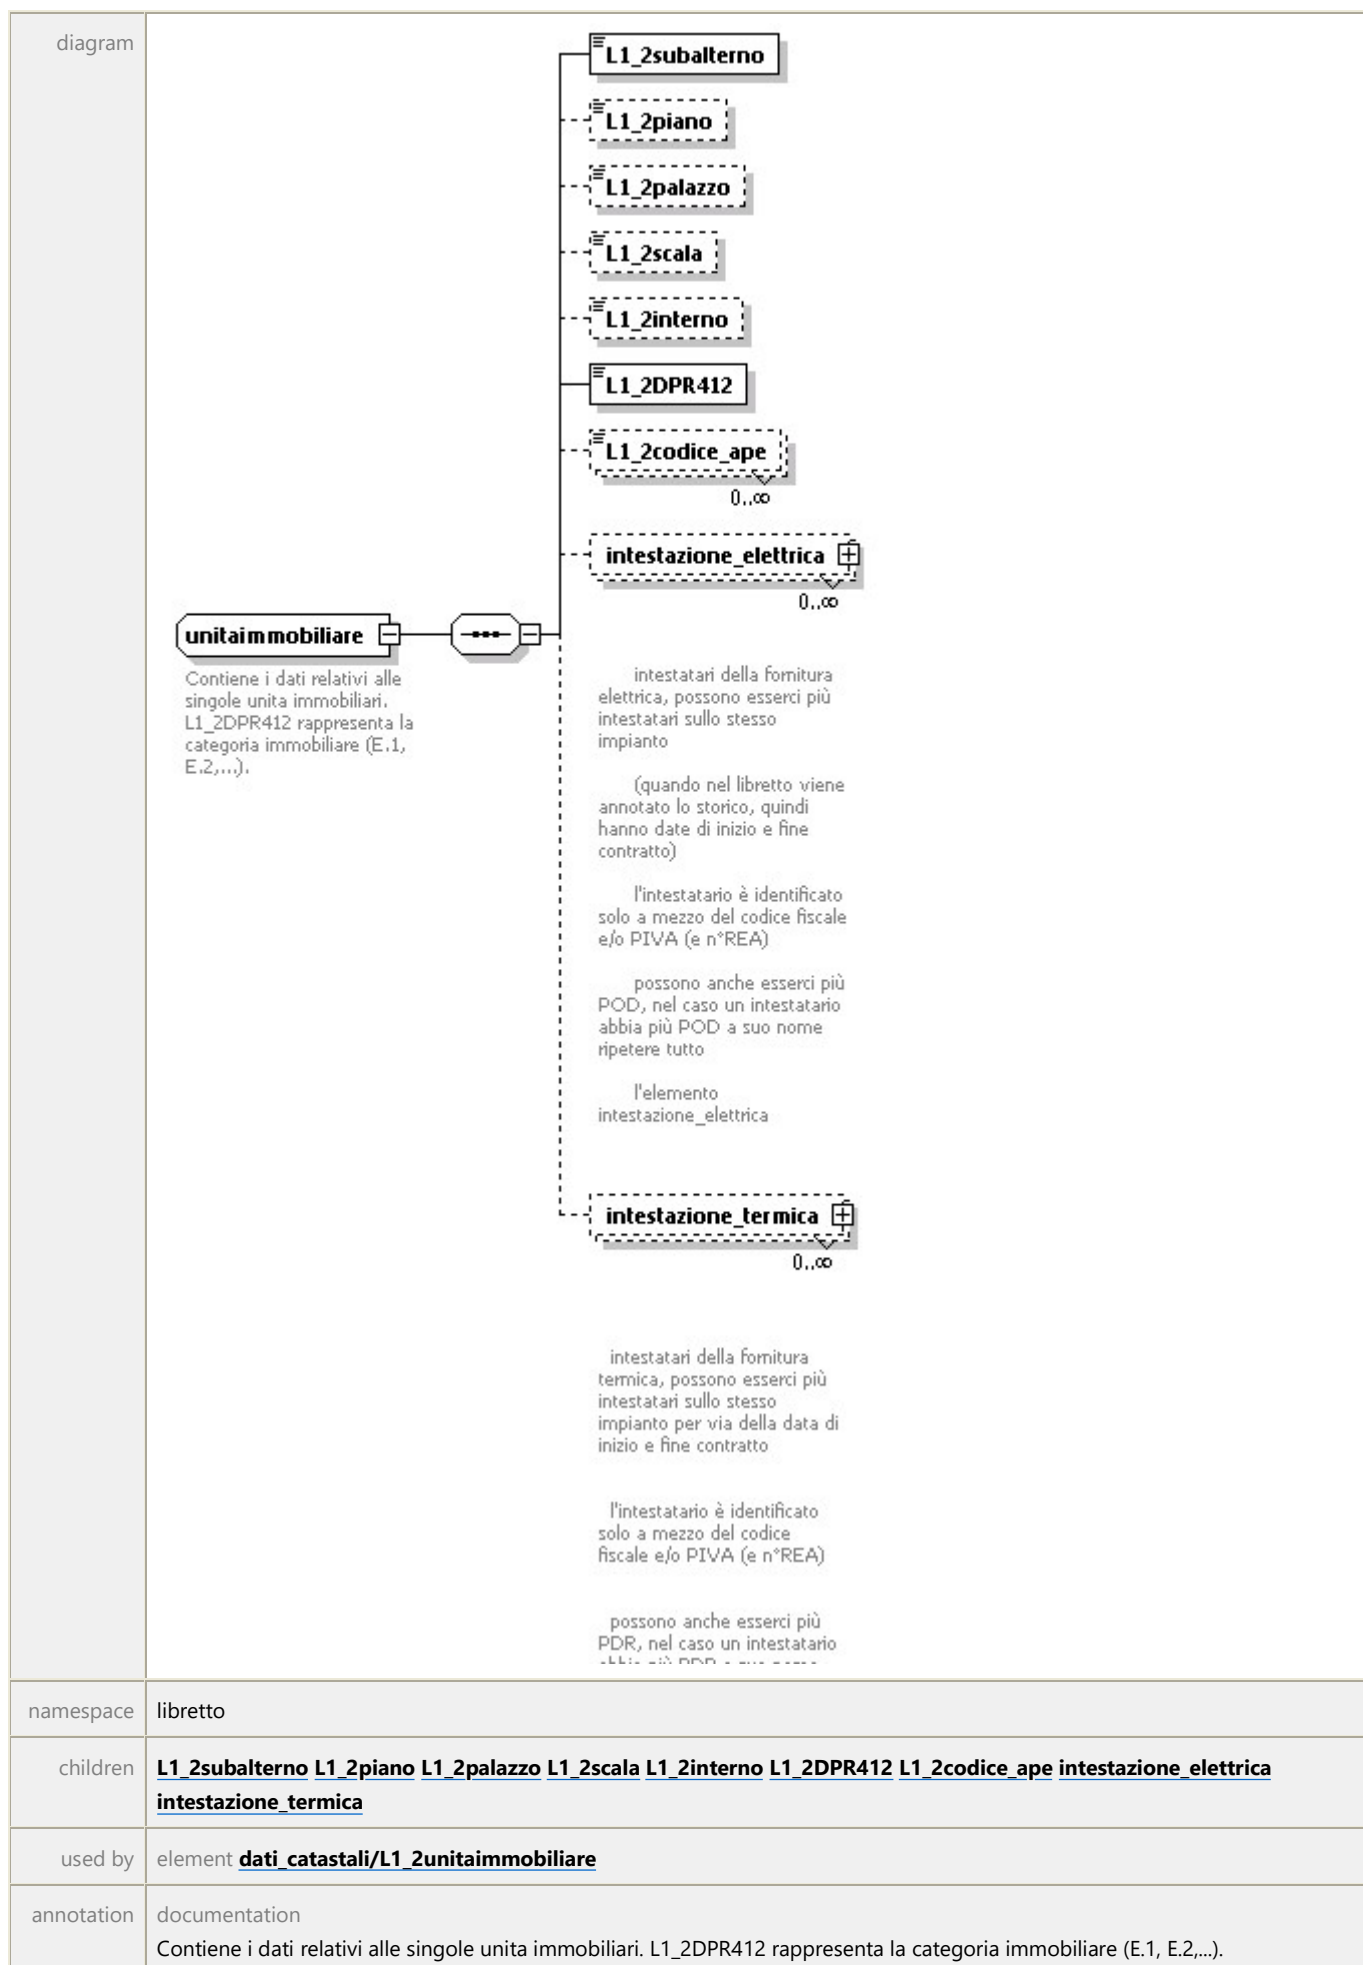 diagram
L1_2subalterno
L1_2piano
L1_2palazzo
L1_2scala
L1_2interno
L1_2DPR412
L1_2codice_ape
0..∞
intestazione_elettrica
0..∞
unitaimmobiliare
Contiene i dati relativi alle
singole unita immobiliari.
L1_2DPR412 rappresenta la
categoria immobiliare (E.1,
E.2,...).
intestatari della fornitura
elettrica, possono esserci più
intestatari sullo stesso
impianto
(quando nel libretto viene
annotato lo storico, quindi
hanno date di inizio e fine
contratto)
l'intestatario è identificato
solo a mezzo del codice fiscale
e/o PIVA (e n°REA)
possono anche esserci più
POD, nel caso un intestatario
abbia più POD a suo nome
ripetere tutto
l'elemento
intestazione_elettrica
intestazione_termica
0..∞
intestatari della fornitura
termica, possono esserci più
intestatari sullo stesso
impianto per via della data di
inizio e fine contratto
l'intestatario è identificato
solo a mezzo del codice
fiscale e/o PIVA (e n°REA)
possono anche esserci più
PDR, nel caso un intestatario
namespace libretto
children L1_2subalterno L1_2piano L1_2palazzo L1_2scala L1_2interno L1_2DPR412 L1_2codice_ape intestazione_elettrica
intestazione_termica
used by element dati_catastali/L1_2unitaimmobiliare
annotation documentation
Contiene i dati relativi alle singole unita immobiliari. L1_2DPR412 rappresenta la categoria immobiliare (E.1, E.2,...).